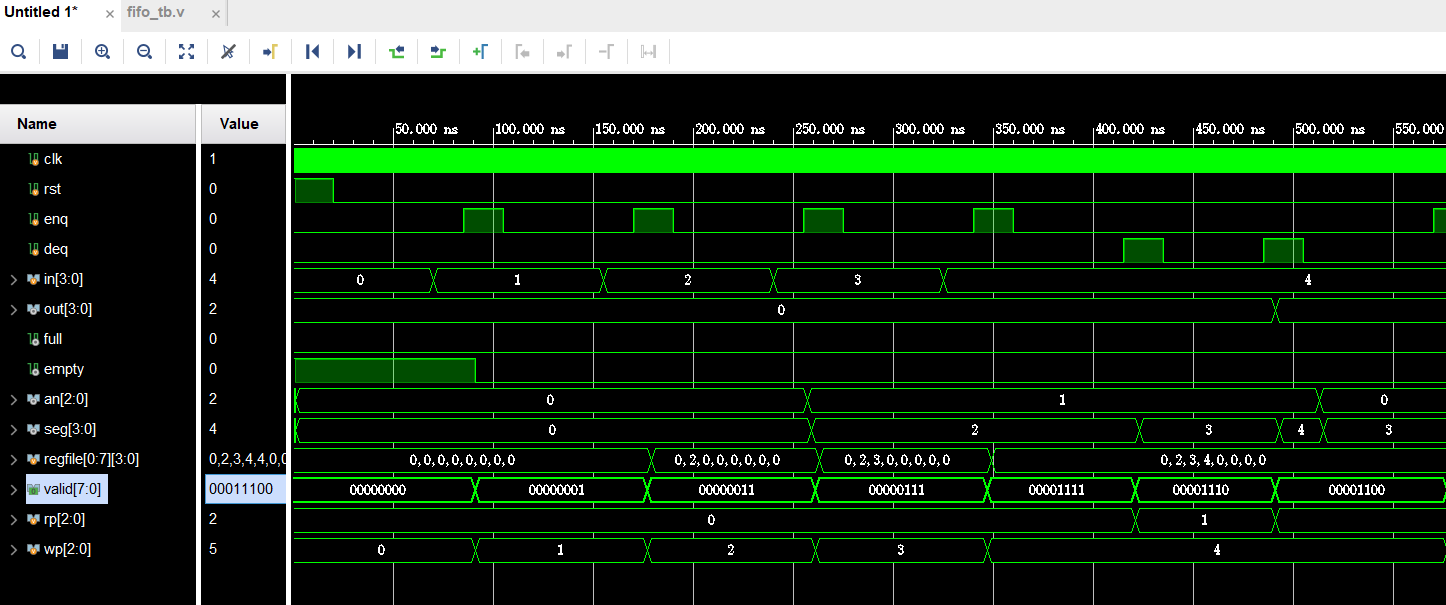 Untitled 1* × fifo_tb.v ×
Name Value
50.000 ns 100.000 ns 150.000 ns 200.000 ns 250.000 ns 300.000 ns 350.000 ns 400.000 ns 450.000 ns 500.000 ns 550.000
clk 1
rst 0
enq 0
deq 0
in[3:0] 4 0 1 2 3 4
out[3:0] 2 0
full 0
empty 0
an[2:0] 2 0 1 0
seg[3:0] 4 0 2 3 4 3
regfile[0:7][3:0] 0,2,3,4,4,0,0 0,0,0,0,0,0,0,0 0,2,0,0,0,0,0,0 0,2,3,0,0,0,0,0 0,2,3,4,0,0,0,0
valid[7:0] 00011100 00000000 00000001 00000011 00000111 00001111 00001110 00001100
rp[2:0] 2 0 1
wp[2:0] 5 0 1 2 3 4